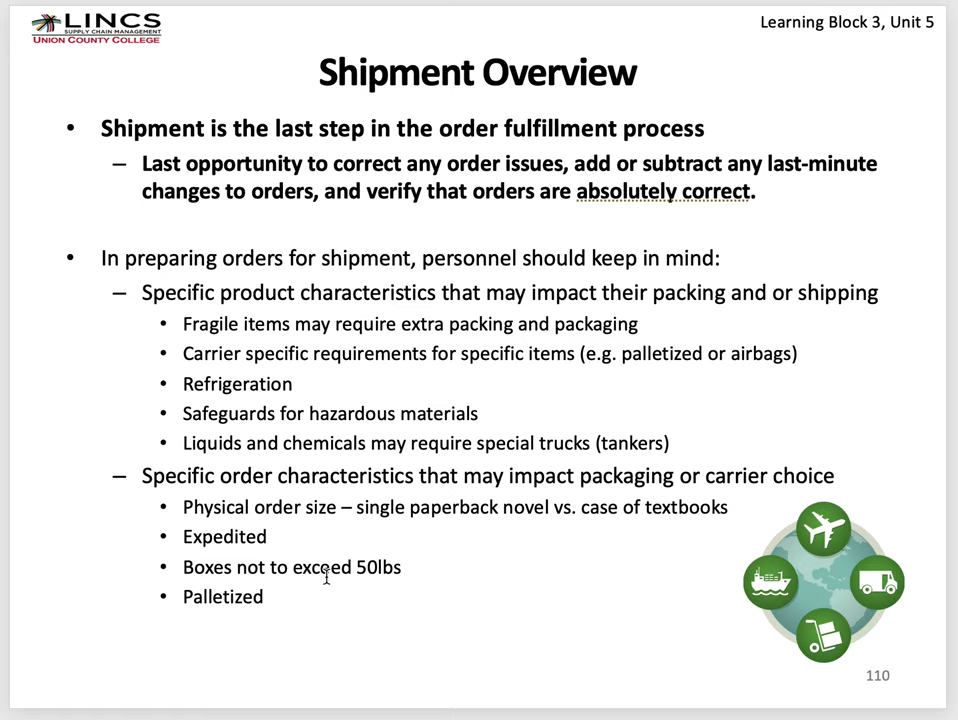 LINCS
SUPPLY CHAIN MANAGEMENT
UNION COUNTY COLLEGE
Learning Block 3, Unit 5
Shipment Overview
• Shipment is the last step in the order fulfillment process
– Last opportunity to correct any order issues, add or subtract any last-minute
changes to orders, and verify that orders are absolutely correct.
• In preparing orders for shipment, personnel should keep in mind:
– Specific product characteristics that may impact their packing and or shipping
• Fragile items may require extra packing and packaging
• Carrier specific requirements for specific items (e.g. palletized or airbags)
• Refrigeration
• Safeguards for hazardous materials
• Liquids and chemicals may require special trucks (tankers)
– Specific order characteristics that may impact packaging or carrier choice
• Physical order size – single paperback novel vs. case of textbooks
• Expedited
• Boxes not to exceed 50lbs
• Palletized
110